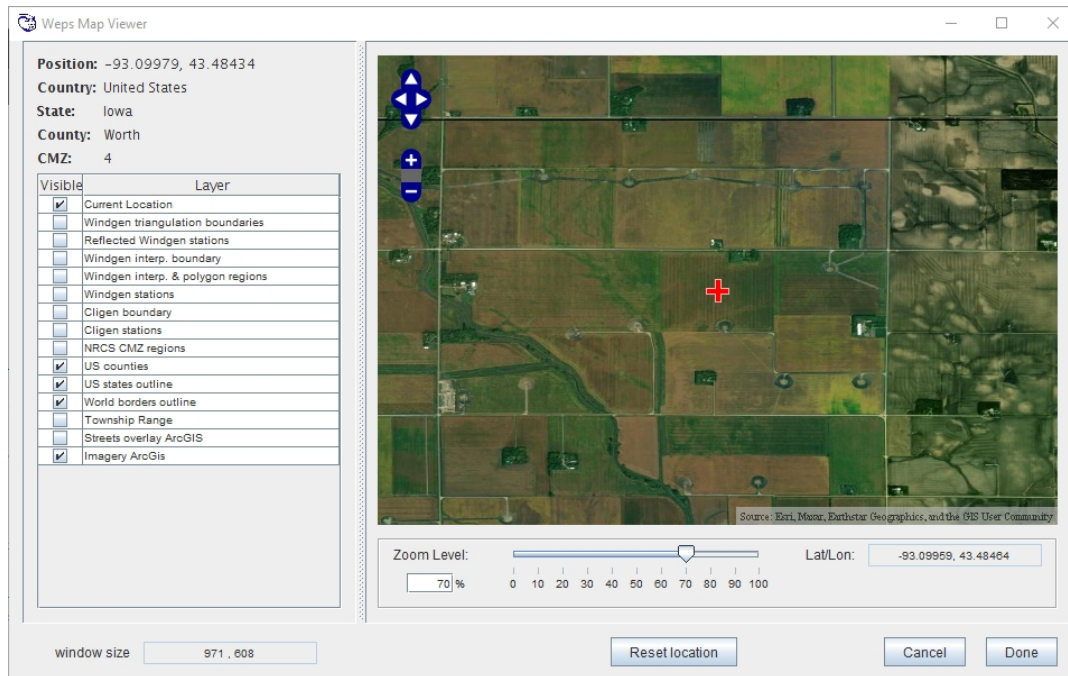 Weps Map Viewer
Position: -93.09979, 43.48434
Country: United States
State: Iowa
County: Worth
CMZ: 4
Visible Layer
Current Location
Windgen triangulation boundaries
Reflected Windgen stations
Windgen interp. boundary
Windgen interp. & polygon regions
Windgen stations
Cligen boundary
Cligen stations
NRCS CMZ regions
US counties
US states outline
World borders outline
Township Range
Streets overlay ArcGIS
Imagery ArcGis
Source: Esri, Maxar, Earthstar Geographics, and the GIS User Community
Zoom Level:
70 %
0 10 20 30 40 50 60 70 80 90 100
Lat/Lon: -93.09959, 43.48464
window size 971 , 608
Reset location
Cancel
Done